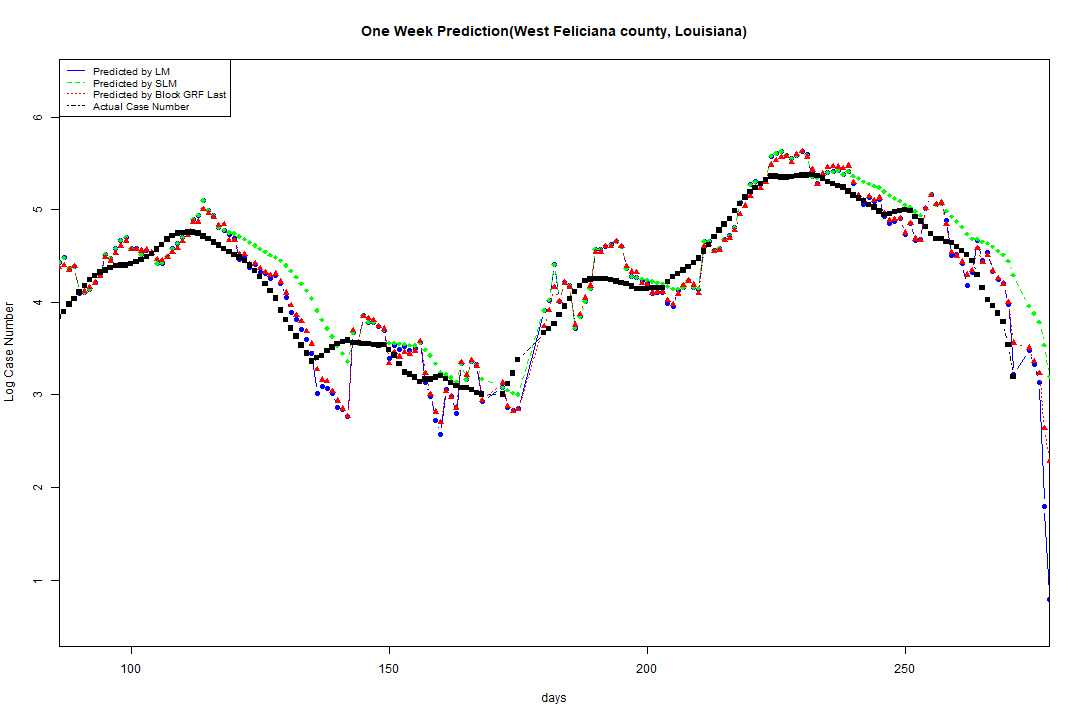 One Week Prediction(West Feliciana county, Louisiana)
Predicted by LM
Predicted by SLM
Predicted by Block GRF Last
Actual Case Number
6
5
4
3
2
1
Log Case Number
100
150
200
250
days